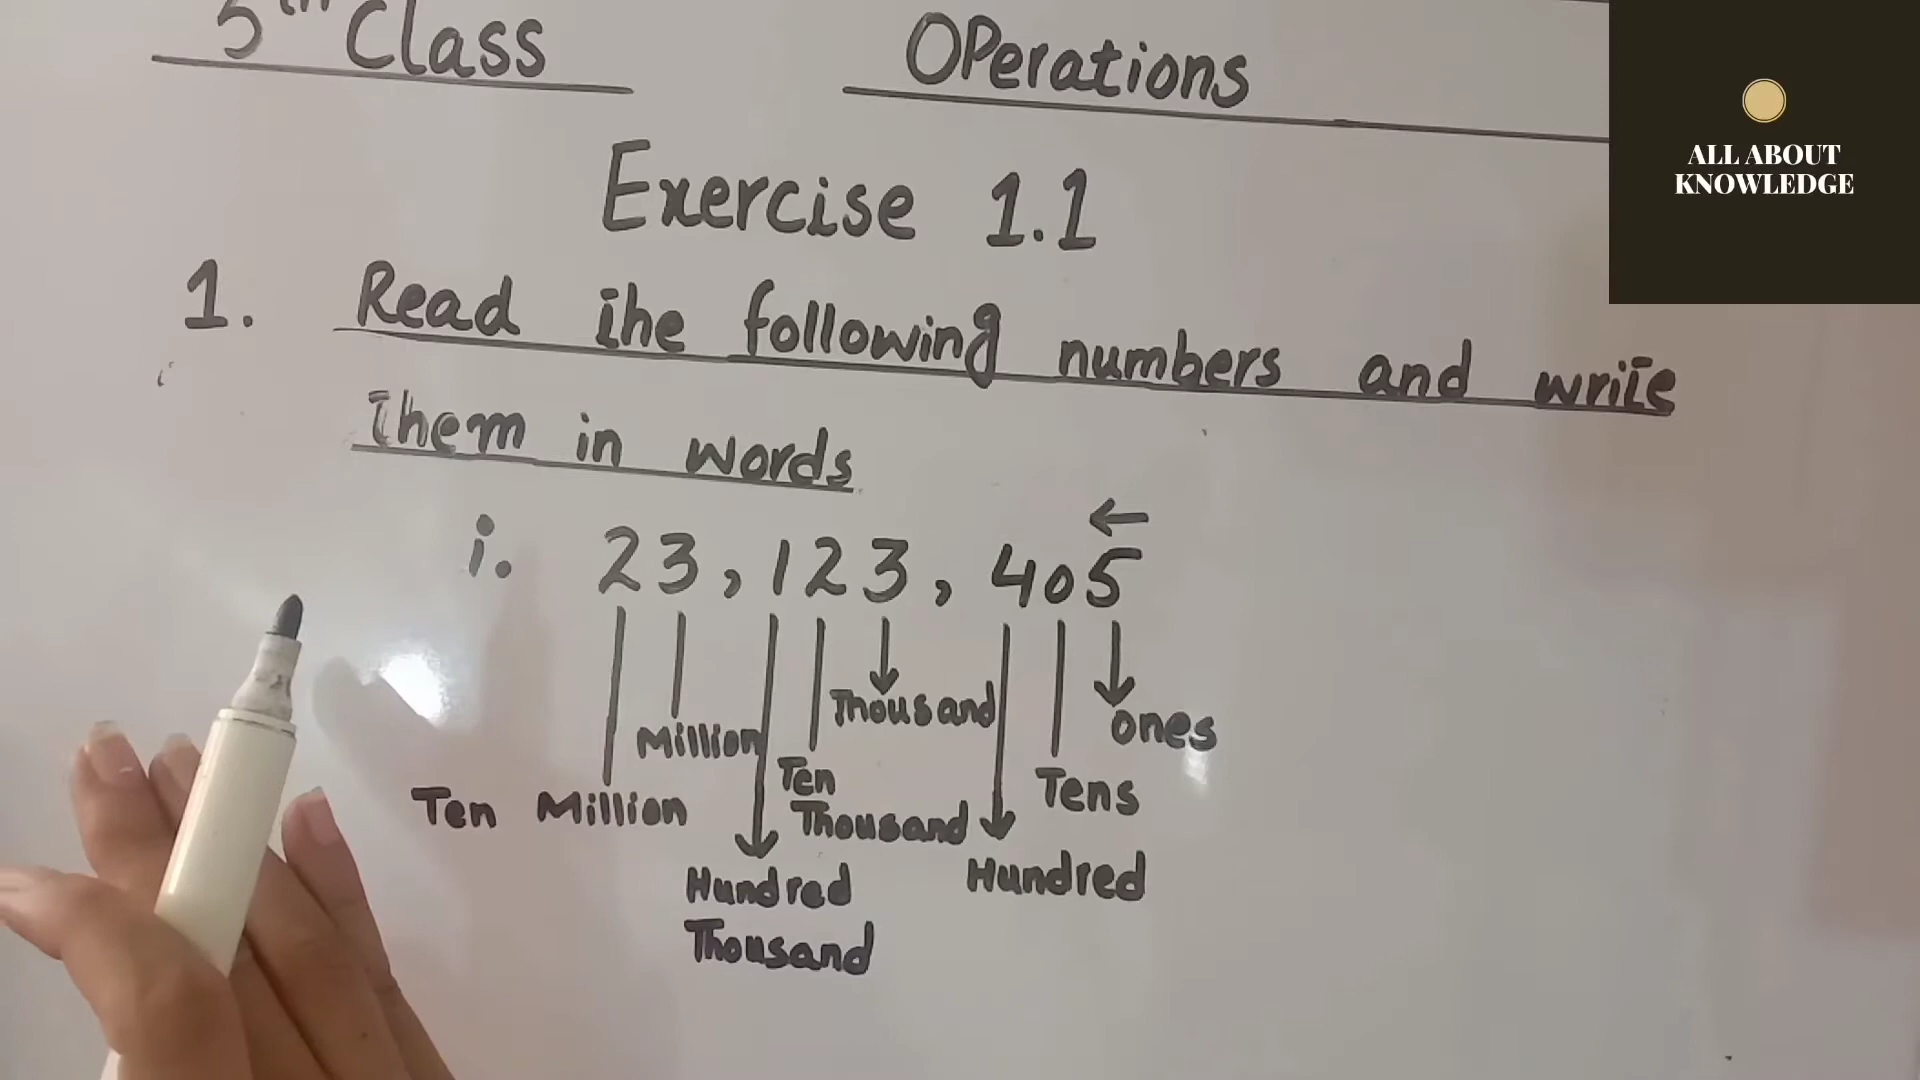 5th Class
Operations
ALL ABOUT
KNOWLEDGE
Exercise 1.1
1. Read the following numbers and write
them in words
←
i. 23,123,405
Thousand
Million
ones
Ten
Thousand
Tens
Ten Million
Hundred
Thousand
Hundred